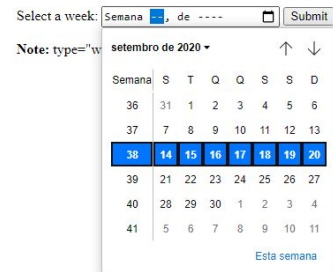 Select a week: Semana --, de ---- Submit
Note: type="w
setembro de 2020
Semana S T Q Q S S D
36 31 1 2 3 4 5 6
37 7 8 9 10 11 12 13
38 14 15 16 17 18 19 20
39 21 22 23 24 25 26 27
40 28 29 30 1 2 3 4
41 5 6 7 8 9 10 11
Esta semana